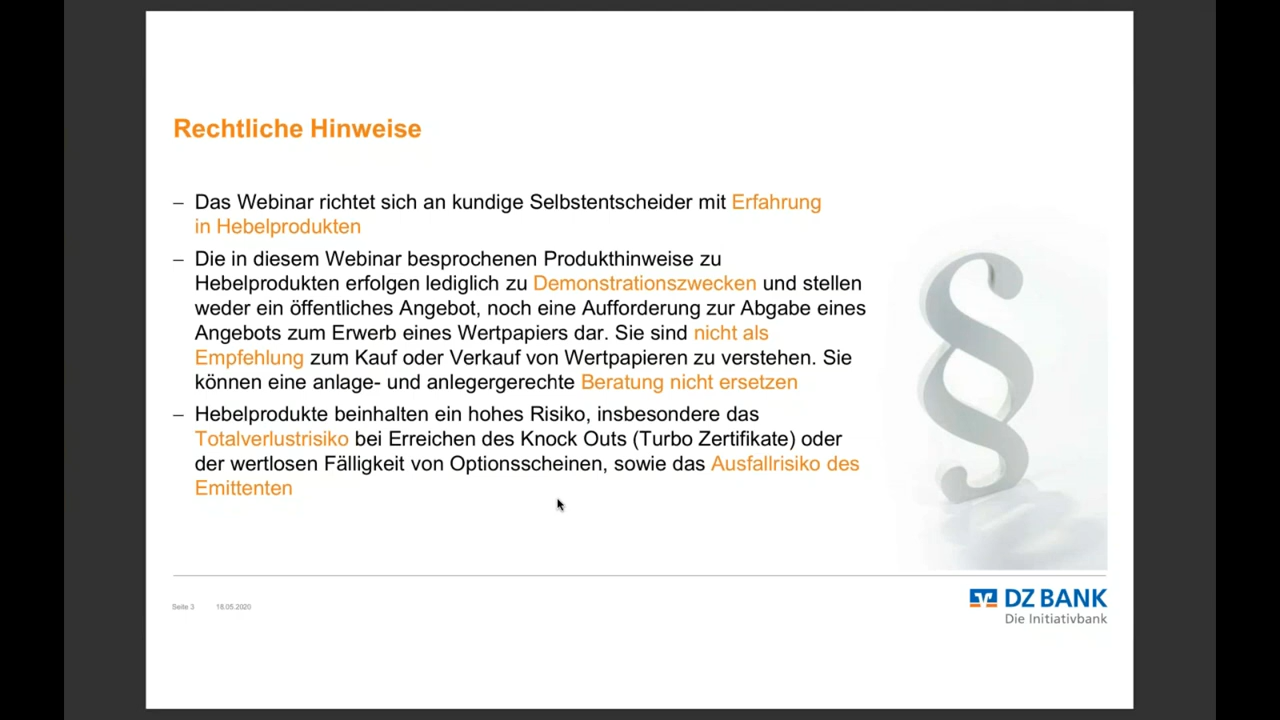 Rechtliche Hinweise
– Das Webinar richtet sich an kundige Selbstentscheider mit Erfahrung
in Hebelprodukten
– Die in diesem Webinar besprochenen Produkthinweise zu
Hebelprodukten erfolgen lediglich zu Demonstrationszwecken und stellen
weder ein öffentliches Angebot, noch eine Aufforderung zur Abgabe eines
Angebots zum Erwerb eines Wertpapiers dar. Sie sind nicht als
Empfehlung zum Kauf oder Verkauf von Wertpapieren zu verstehen. Sie
können eine anlage- und anlegergerechte Beratung nicht ersetzen
– Hebelprodukte beinhalten ein hohes Risiko, insbesondere das
Totalverlustrisiko bei Erreichen des Knock Outs (Turbo Zertifikate) oder
der wertlosen Fälligkeit von Optionsscheinen, sowie das Ausfallrisiko des
Emittenten
Seite 3 18.05.2020
DZ BANK
Die Initiativbank